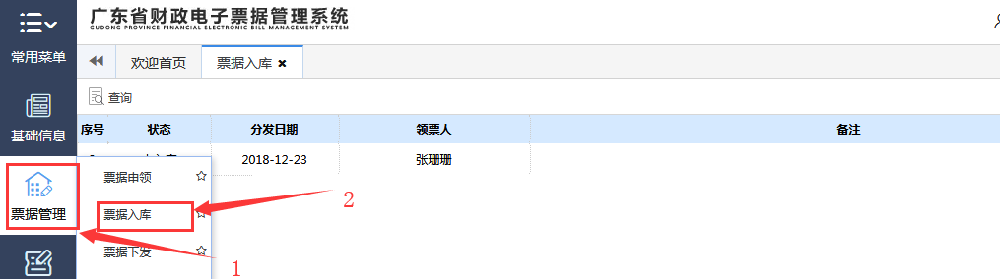 广东省财政电子票据管理系统
GUDONG PROVINCE FINANCIAL ELECTRONIC BILL MANAGEMENT SYSTEM
常用菜单
欢迎首页 票据入库
查询
基础信息
序号 状态 分发日期 领票人 备注
2018-12-23 张珊珊
票据申领
票据管理
票据入库
2
票据下发
1